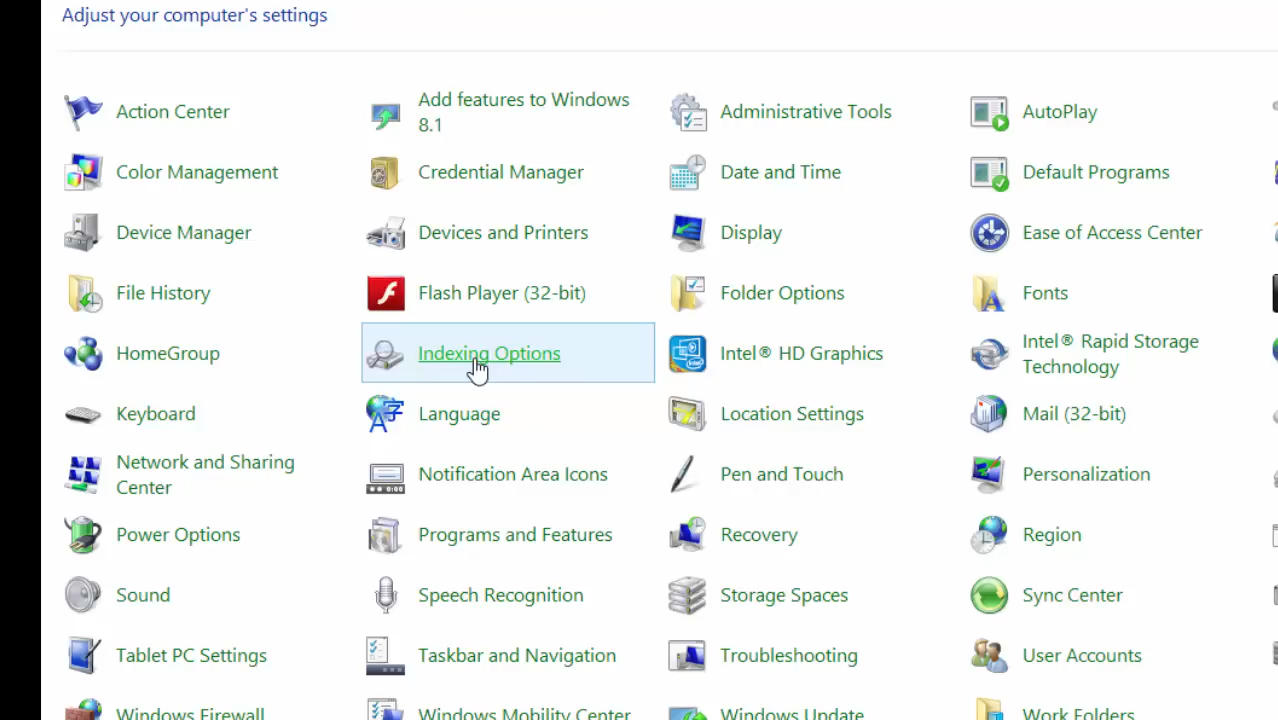 Adjust your computer's settings
Action Center
Add features to Windows
8.1
Administrative Tools
AutoPlay
Color Management
Credential Manager
Date and Time
Default Programs
Device Manager
Devices and Printers
Display
Ease of Access Center
File History
Flash Player (32-bit)
Folder Options
Fonts
HomeGroup
Indexing Options
Intel® HD Graphics
Intel® Rapid Storage
Technology
Keyboard
Language
Location Settings
Mail (32-bit)
Network and Sharing
Center
Notification Area Icons
Pen and Touch
Personalization
Power Options
Programs and Features
Recovery
Region
Sound
Speech Recognition
Storage Spaces
Sync Center
Tablet PC Settings
Taskbar and Navigation
Troubleshooting
User Accounts
Windows Firewall
Windows Mobility Center
Windows Update
Work Folders